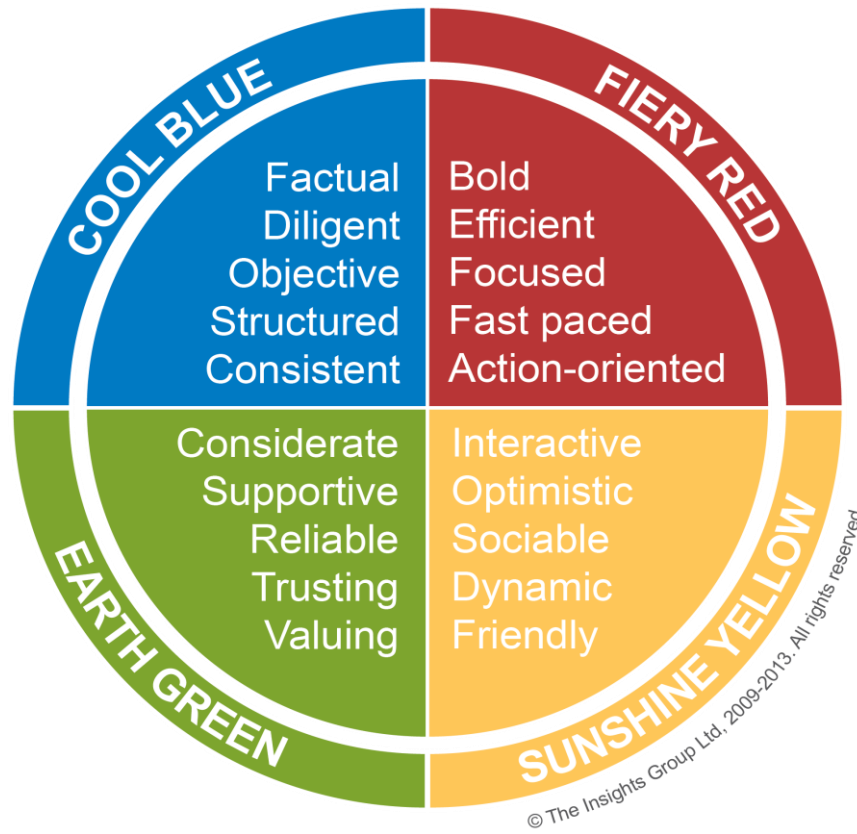 COOL BLUE
Factual
Diligent
Objective
Structured
Consistent
FIERY RED
Bold
Efficient
Focused
Fast paced
Action-oriented
EARTH GREEN
Considerate
Supportive
Reliable
Trusting
Valuing
SUNSHINE YELLOW
Interactive
Optimistic
Sociable
Dynamic
Friendly
© The Insights Group Ltd, 2009-2013. All rights reserved